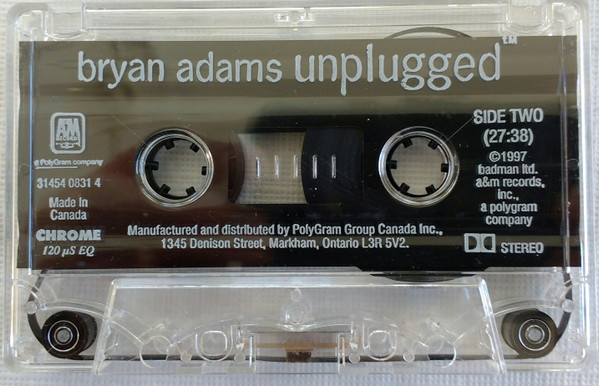 bryan adams unplugged™
A&M
RECORDS
a PolyGram company
31454 0831 4
Made In
Canada
CHROME
120 µS EQ
Manufactured and distributed by PolyGram Group Canada Inc.,
1345 Denison Street, Markham, Ontario L3R 5V2.
SIDE TWO
(27:38)
©1997
badman ltd.
a&m records,
inc.,
a polygram
company
STEREO